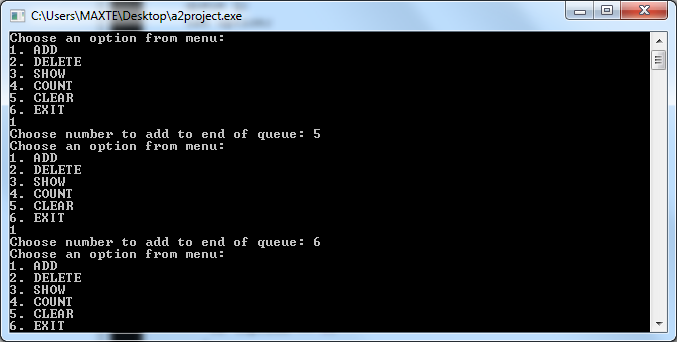 C:\Users\MAXTE\Desktop\a2project.exe
Choose an option from menu:
1. ADD
2. DELETE
3. SHOW
4. COUNT
5. CLEAR
6. EXIT
1
Choose number to add to end of queue: 5
Choose an option from menu:
1. ADD
2. DELETE
3. SHOW
4. COUNT
5. CLEAR
6. EXIT
1
Choose number to add to end of queue: 6
Choose an option from menu:
1. ADD
2. DELETE
3. SHOW
4. COUNT
5. CLEAR
6. EXIT